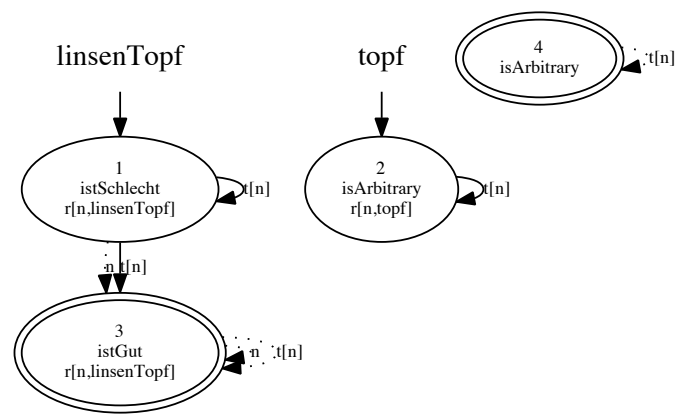 linsenTopf
topf
4
isArbitrary
t[n]
1
istSchlecht
r[n,linsenTopf]
t[n]
2
isArbitrary
r[n,topf]
t[n]
n
t[n]
3
istGut
r[n,linsenTopf]
n
t[n]